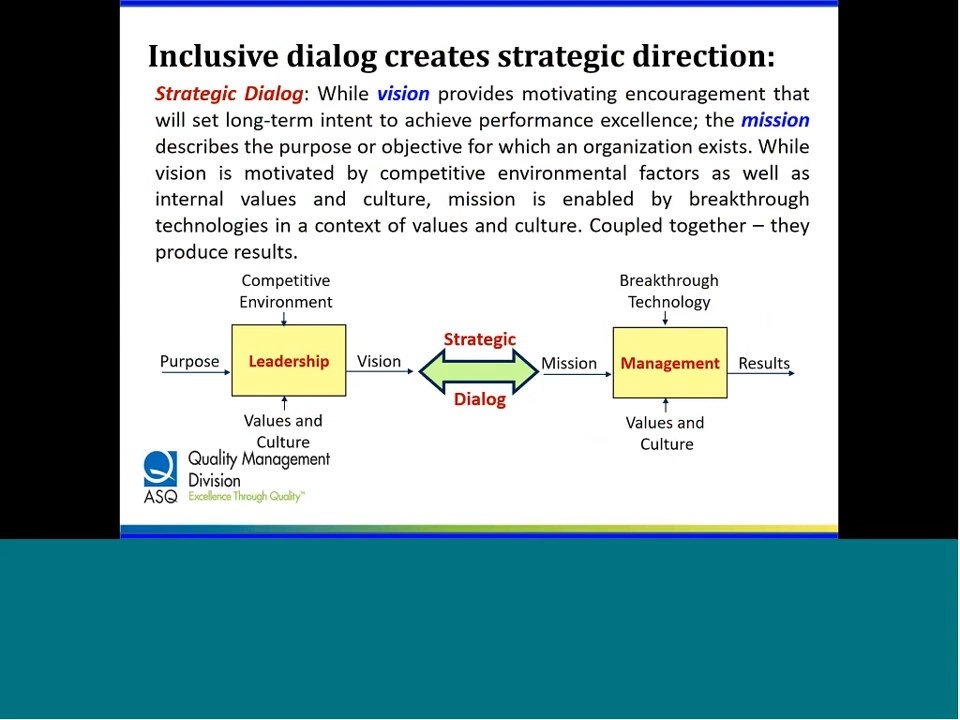 Inclusive dialog creates strategic direction:
Strategic Dialog: While vision provides motivating encouragement that
will set long-term intent to achieve performance excellence; the mission
describes the purpose or objective for which an organization exists. While
vision is motivated by competitive environmental factors as well as
internal values and culture, mission is enabled by breakthrough
technologies in a context of values and culture. Coupled together – they
produce results.
Competitive
Environment
Purpose
Leadership
Vision
Values and
Culture
Strategic
Dialog
Breakthrough
Technology
Mission
Management
Results
Values and
Culture
ASQ
Quality Management
Division
Excellence Through Quality™